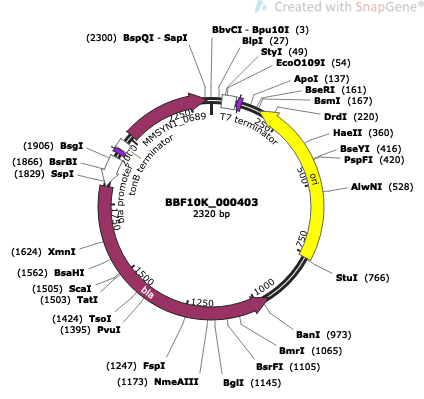 Created with SnapGene®
(2300) BspQI - SapI
BbvCI - Bpu10I (3)
BlpI (27)
StyI (49)
EcoO109I (54)
ApoI (137)
BseRI (161)
BsmI (167)
DrdI (220)
HaeII (360)
BseYI (416)
PspFI (420)
AlwNI (528)
StuI (766)
BanI (973)
BmrI (1065)
BsrFI (1105)
BglI (1145)
(1173) NmeAIII
(1247) FspI
(1395) PvuI
(1424) TsoI
(1503) TatI
(1505) ScaI
(1562) BsaHI
(1624) XmnI
(1829) SspI
(1866) BsrBI
(1906) BsgI
MMSYN1_0689
T7 terminator
tonB terminator
bla promoter
ori
bla
250
500
750
1000
1250
1500
1750
2000
2250
BBF10K_000403
2320 bp